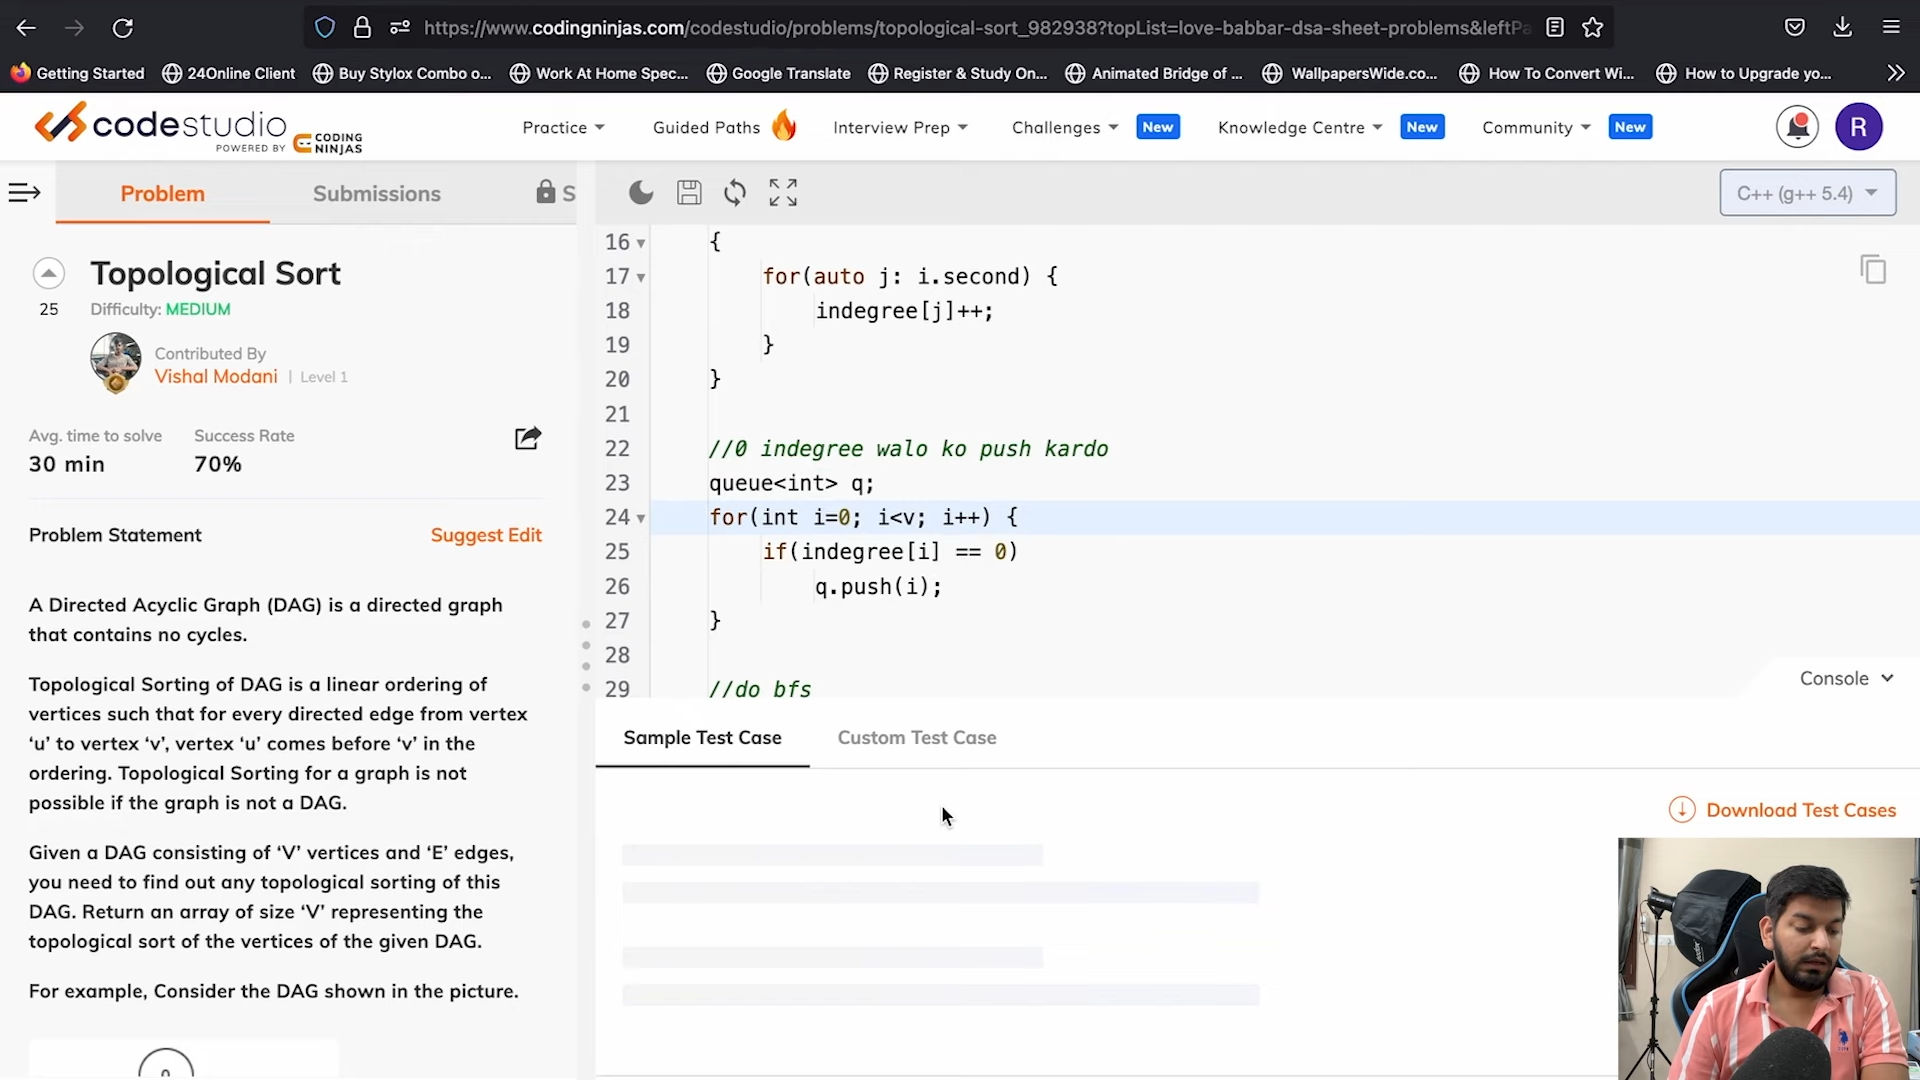 https://www.codingninjas.com/codestudio/problems/topological-sort_982938?topList=love-babbar-dsa-sheet-problems&leftPa
Getting Started
24Online Client
Buy Stylox Combo o...
Work At Home Spec...
Google Translate
Register & Study On...
Animated Bridge of ...
WallpapersWide.co...
How To Convert Wi...
How to Upgrade yo...
codestudio
POWERED BY CODING NINJAS
Practice
Guided Paths
Interview Prep
Challenges
New
Knowledge Centre
New
Community
New
R
Problem
Submissions
S
C++ (g++ 5.4)
25
Topological Sort
Difficulty: MEDIUM
Contributed By
Vishal Modani | Level 1
Avg. time to solve
30 min
Success Rate
70%
Problem Statement
Suggest Edit
A Directed Acyclic Graph (DAG) is a directed graph
that contains no cycles.
Topological Sorting of DAG is a linear ordering of
vertices such that for every directed edge from vertex
‘u’ to vertex ‘v’, vertex ‘u’ comes before ‘v’ in the
ordering. Topological Sorting for a graph is not
possible if the graph is not a DAG.
Given a DAG consisting of ‘V’ vertices and ‘E’ edges,
you need to find out any topological sorting of this
DAG. Return an array of size ‘V’ representing the
topological sort of the vertices of the given DAG.
For example, Consider the DAG shown in the picture.
16 {
17 for(auto j: i.second) {
18 indegree[j]++;
19 }
20 }
21
22 //0 indegree walo ko push kardo
23 queue<int> q;
24 for(int i=0; i<v; i++) {
25 if(indegree[i] == 0)
26 q.push(i);
27 }
28
29 //do bfs
Console
Sample Test Case
Custom Test Case
Download Test Cases